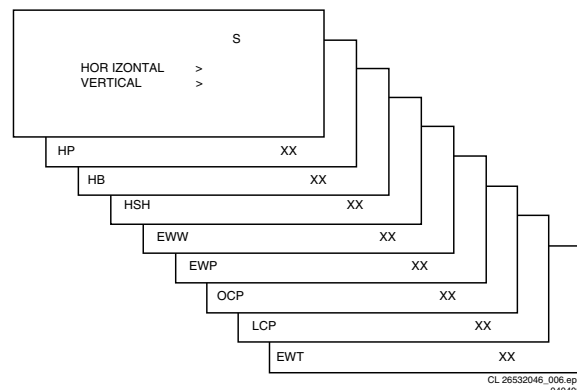 S
HOR IZONTAL >
VERTICAL >
HP XX
HB XX
HSH XX
EWW XX
EWP XX
OCP XX
LCP XX
EWT XX
CL 26532046_006.ep